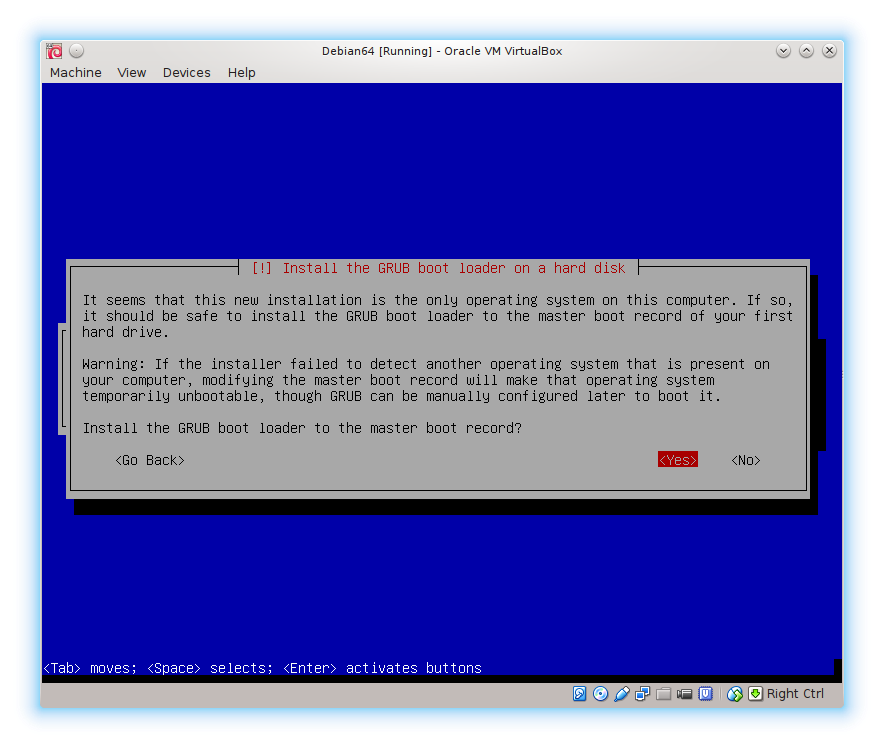 Debian64 [Running] - Oracle VM VirtualBox
Machine View Devices Help
[!] Install the GRUB boot loader on a hard disk
It seems that this new installation is the only operating system on this computer. If so,
it should be safe to install the GRUB boot loader to the master boot record of your first
hard drive.
Warning: If the installer failed to detect another operating system that is present on
your computer, modifying the master boot record will make that operating system
temporarily unbootable, though GRUB can be manually configured later to boot it.
Install the GRUB boot loader to the master boot record?
<Go Back> <Yes> <No>
<Tab> moves; <Space> selects; <Enter> activates buttons
Right Ctrl